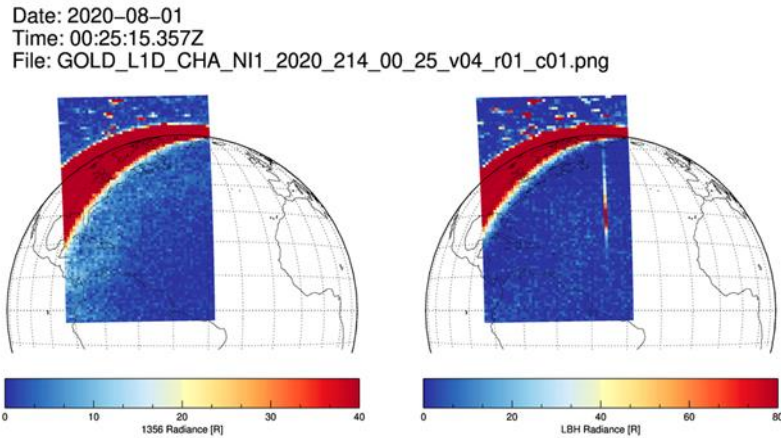 Date: 2020-08-01
Time: 00:25:15.357Z
File: GOLD_L1D_CHA_NI1_2020_214_00_25_v04_r01_c01.png
0 10 20 30 40
1356 Radiance [R]
0 20 40 60 80
LBH Radiance [R]